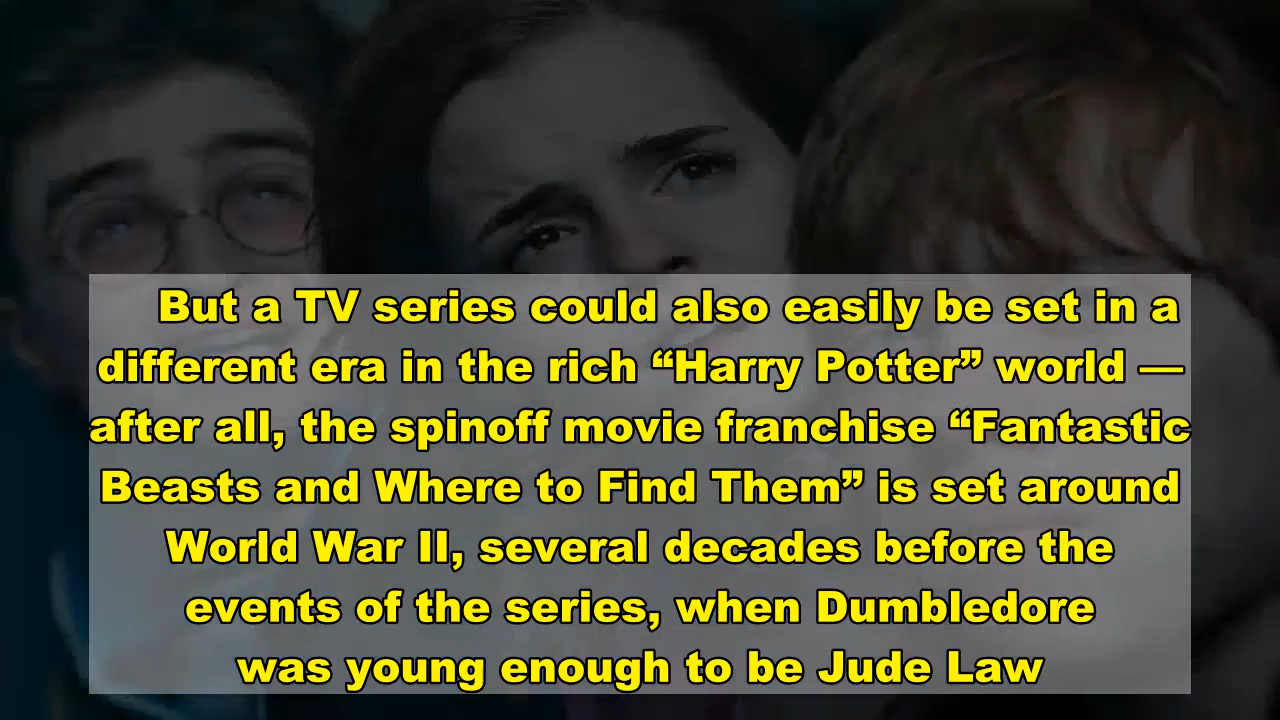 But a TV series could also easily be set in a
different era in the rich “Harry Potter” world —
after all, the spinoff movie franchise “Fantastic
Beasts and Where to Find Them” is set around
World War II, several decades before the
events of the series, when Dumbledore
was young enough to be Jude Law